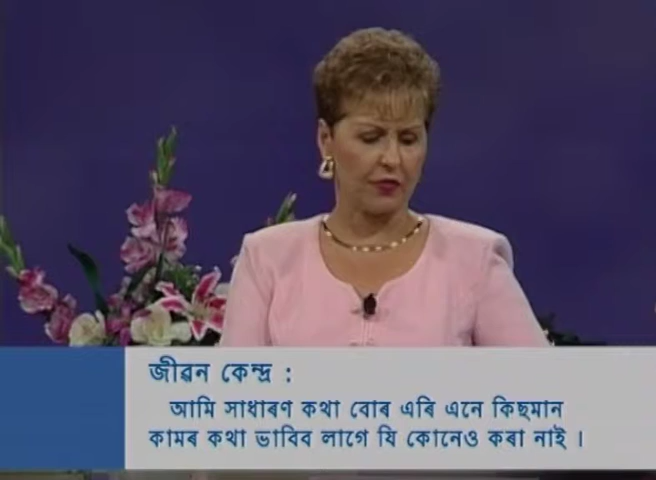 জীৱন কেন্দ্ৰ :
আমি সাধাৰণ কথা বোৰ এৰি এনে কিছমান
কামৰ কথা ভাবিব লাগে যি কোনেও কৰা নাই ।